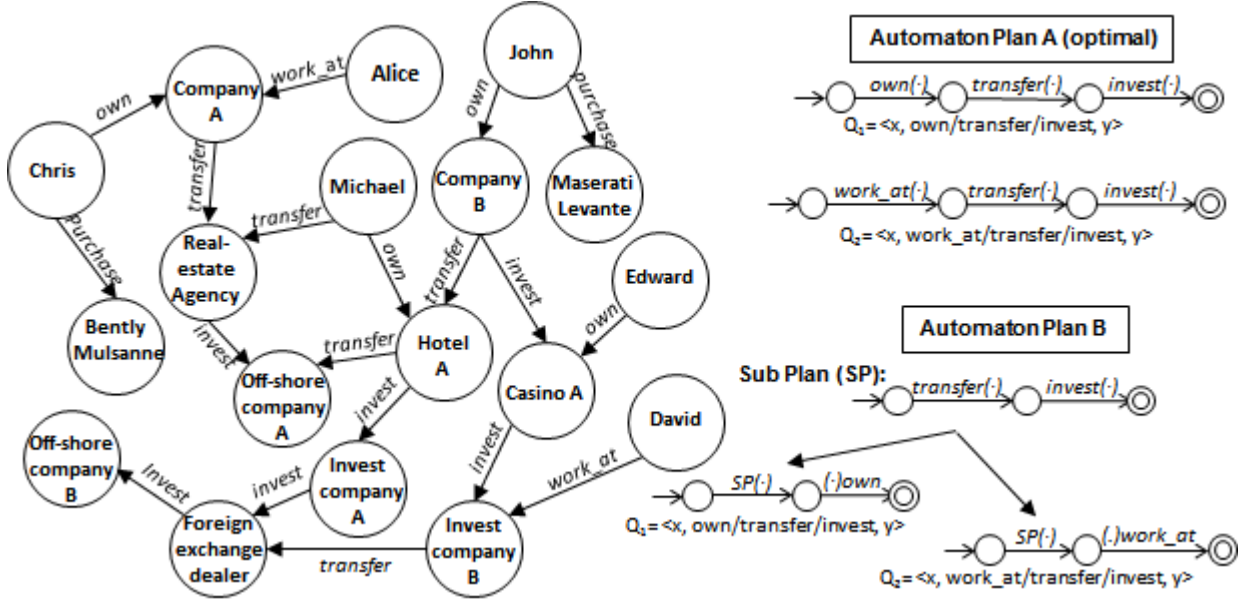 John
Alice
work_at
Company
A
own
own
purchase
Chris
transfer
Michael
Company
B
Maserati
Levante
transfer
Purchase
Real-
estate
Agency
own
transfer
invest
Edward
own
Bently
Mulsanne
invest
transfer
Hotel
A
Off-shore
company
A
Casino A
invest
David
Off-shore
company
B
Invest
invest
Invest
company
A
invest
work_at
Foreign
exchange
dealer
transfer
Invest
company
B
Automaton Plan A (optimal)
own(·) transfer(·) invest(·)
Q₁=<x, own/transfer/invest, y>
work_at(·) transfer(·) invest(·)
Q₂=<x, work_at/transfer/invest, y>
Automaton Plan B
Sub Plan (SP):
transfer(·) invest(·)
SP(·) (·)own
Q₁=<x, own/transfer/invest, y>
SP(·) (.)work_at
Q₂=<x, work_at/transfer/invest, y>